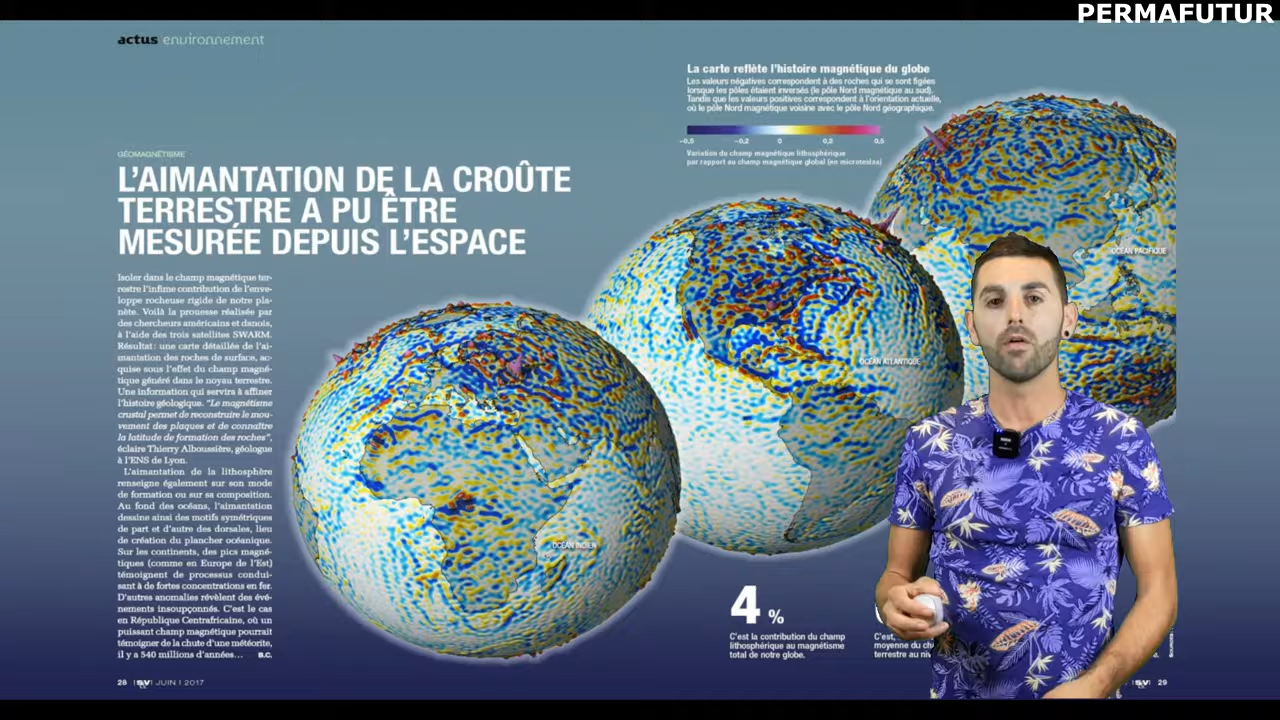 PERMAFUTUR
actus environnement
La carte reflète l'histoire magnétique du globe
Les valeurs négatives correspondent à des roches qui se sont figées
lorsque les pôles étaient inversés (le pôle Nord magnétique au sud).
Tandis que les valeurs positives correspondent à l'orientation actuelle,
où le pôle Nord magnétique voisine avec le pôle Nord géographique.
-0,5 -0,2 0 0,2 0,5
Variation du champ magnétique lithosphérique
par rapport au champ magnétique global (en microteslas)
GÉOMAGNÉTISME
L'AIMANTATION DE LA CROÛTE
TERRESTRE A PU ÊTRE
MESURÉE DEPUIS L'ESPACE
Isoler dans le champ magnétique ter-
restre l'infime contribution de l'enve-
loppe rocheuse rigide de notre pla-
nète. Voilà la prouesse réalisée par
des chercheurs américains et danois,
à l'aide des trois satellites SWARM.
Résultat : une carte détaillée de l'ai-
mantation des roches de surface, ac-
quise sous l'effet du champ magné-
tique généré dans le noyau terrestre.
Une information qui servira à affiner
l'histoire géologique. "Le magnétisme
crustal permet de reconstruire le mou-
vement des plaques et de connaître
la latitude de formation des roches",
éclaire Thierry Alboussière, géologue
à l'ENS de Lyon.
L'aimantation de la lithosphère
renseigne également sur son mode
de formation ou sur sa composition.
Au fond des océans, l'aimantation
dessine ainsi des motifs symétriques
de part et d'autre des dorsales, lieu
de création du plancher océanique.
Sur les continents, des pics magné-
tiques (comme en Europe de l'Est)
témoignent de processus condui-
sant à de fortes concentrations en fer.
D'autres anomalies révèlent des évé-
nements insoupçonnés. C'est le cas
en République Centrafricaine, où un
puissant champ magnétique pourrait
témoigner de la chute d'une météorite,
il y a 540 millions d'années... B.C.
OCÉAN PACIFIQUE
OCÉAN ATLANTIQUE
OCÉAN INDIEN
4 %
C'est la contribution du champ
lithosphérique au magnétisme
total de notre globe.
C'est,
moyenne du
terrestre au
28 SV JUIN 2017
SV 29